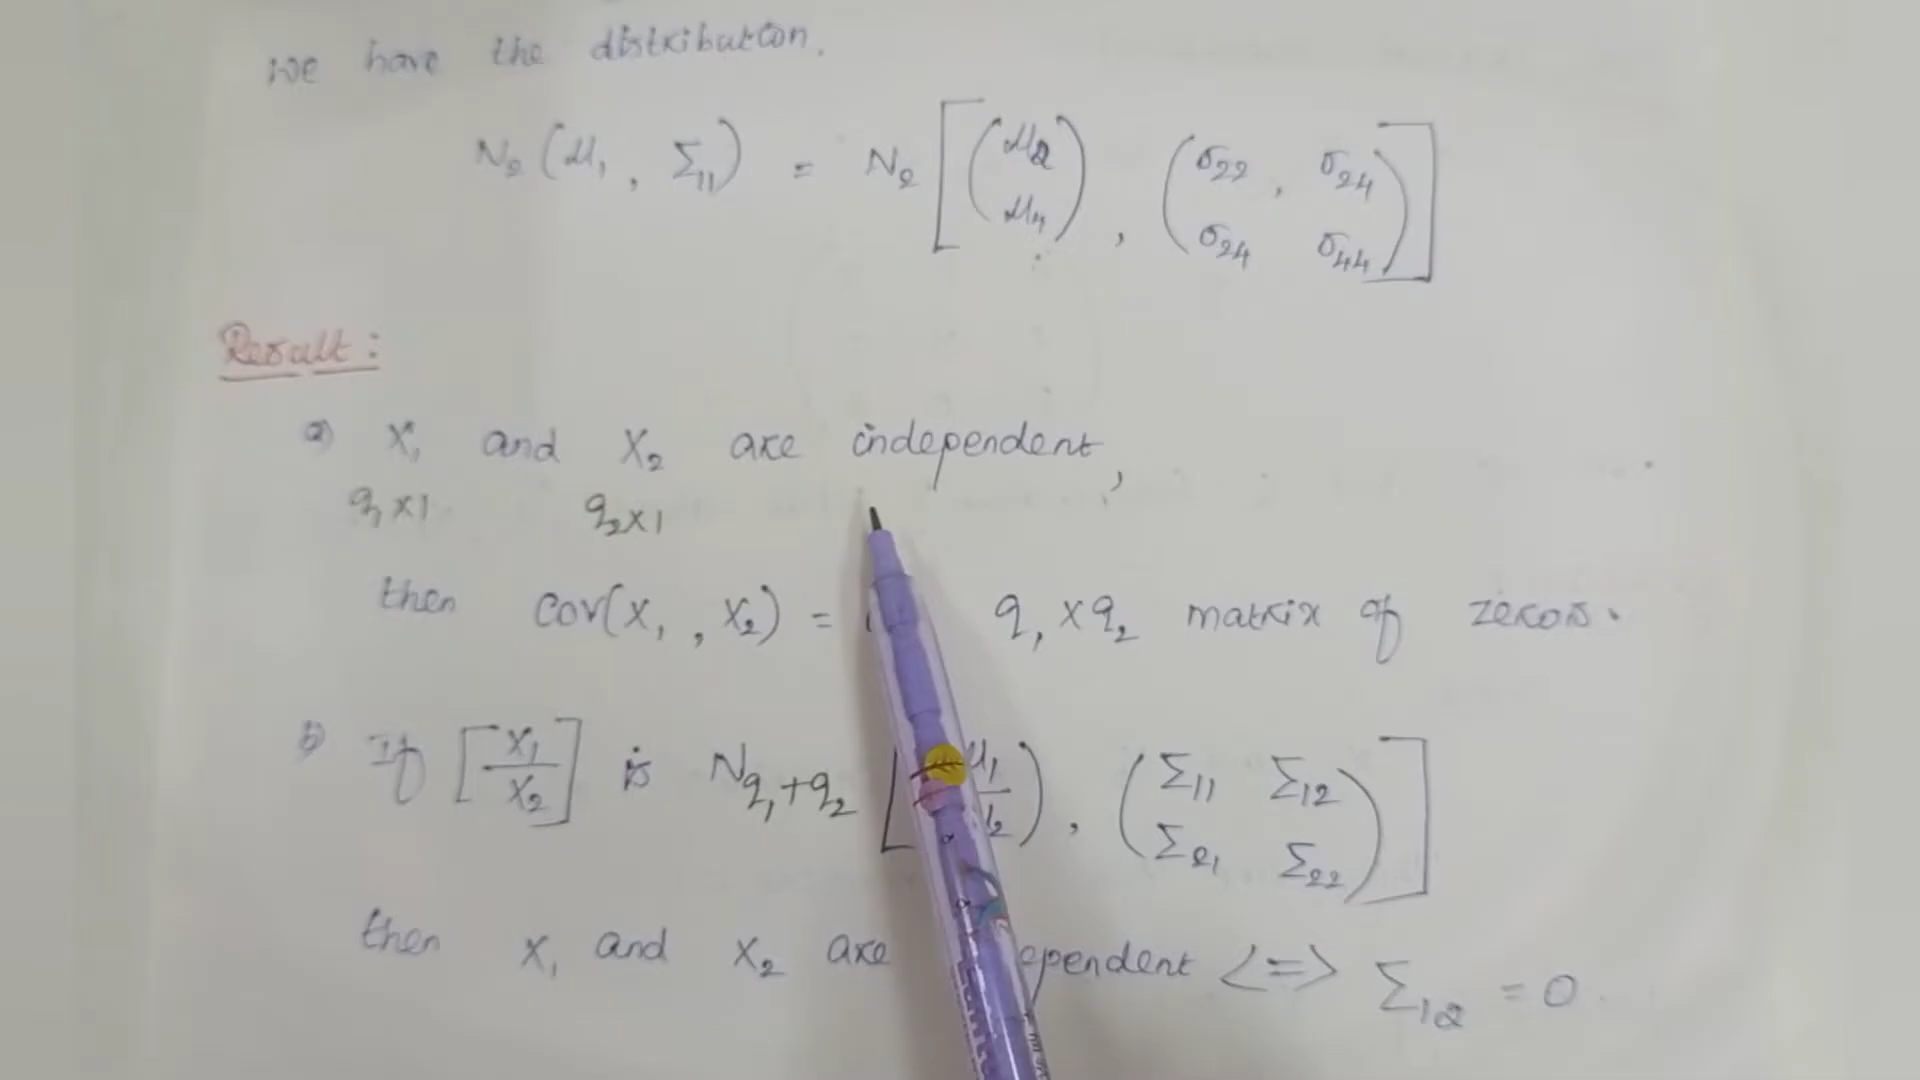 we have the distribution.
N₂ (μ₁ , Σ₁₁) = N₂ [ (μ₂ μ₄) , (σ₂₂ , σ₂₄ σ₂₄ σ₄₄) ]
Result:
a) X₁ and X₂ are independent,
q₁×1 q₂×1
then Cov(X₁ , X₂) = q₁ × q₂ matrix of zeros.
b) If [X₁ / X₂] is N q₁+q₂ [ μ₁ ) , (Σ₁₁ Σ₁₂ Σ₂₁ Σ₂₂) ]
then X₁ and X₂ are ependent <=> Σ₁₂ = 0